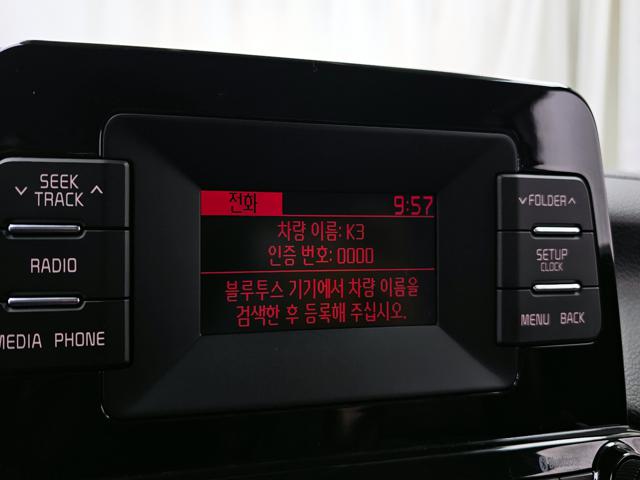 SEEK
TRACK
RADIO
MEDIA PHONE
전화 9:57
차량 이름: K3
인증 번호: 0000
블루투스 기기에서 차량 이름을
검색한 후 등록해 주십시오.
FOLDER
SETUP
CLOCK
MENU BACK